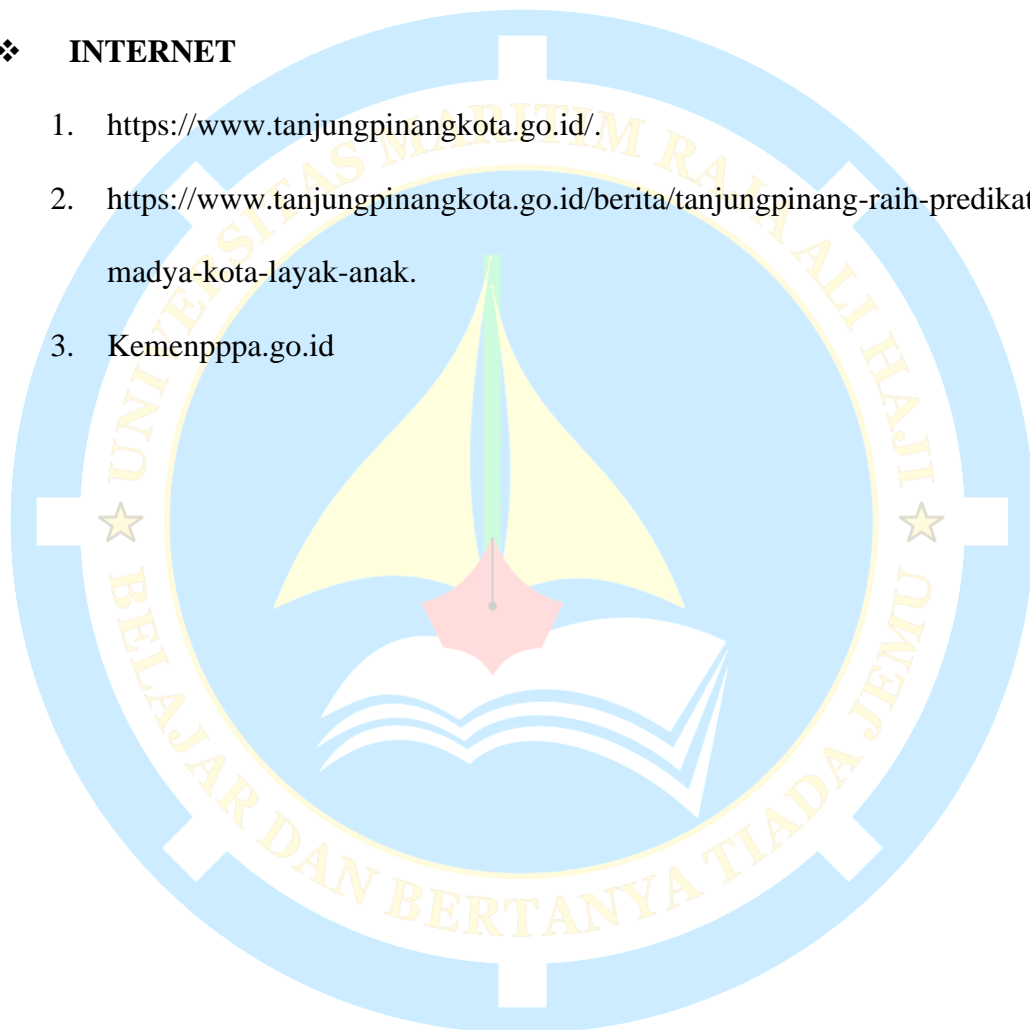 ❖ INTERNET
1. https://www.tanjungpinangkota.go.id/.
2. https://www.tanjungpinangkota.go.id/berita/tanjungpinang-raih-predikat
madya-kota-layak-anak.
3. Kemenpppa.go.id
UNIVERSITAS MARITIM RAJA ALI HAJI
BELAJAR DAN BERTANYA TIADA JEMU